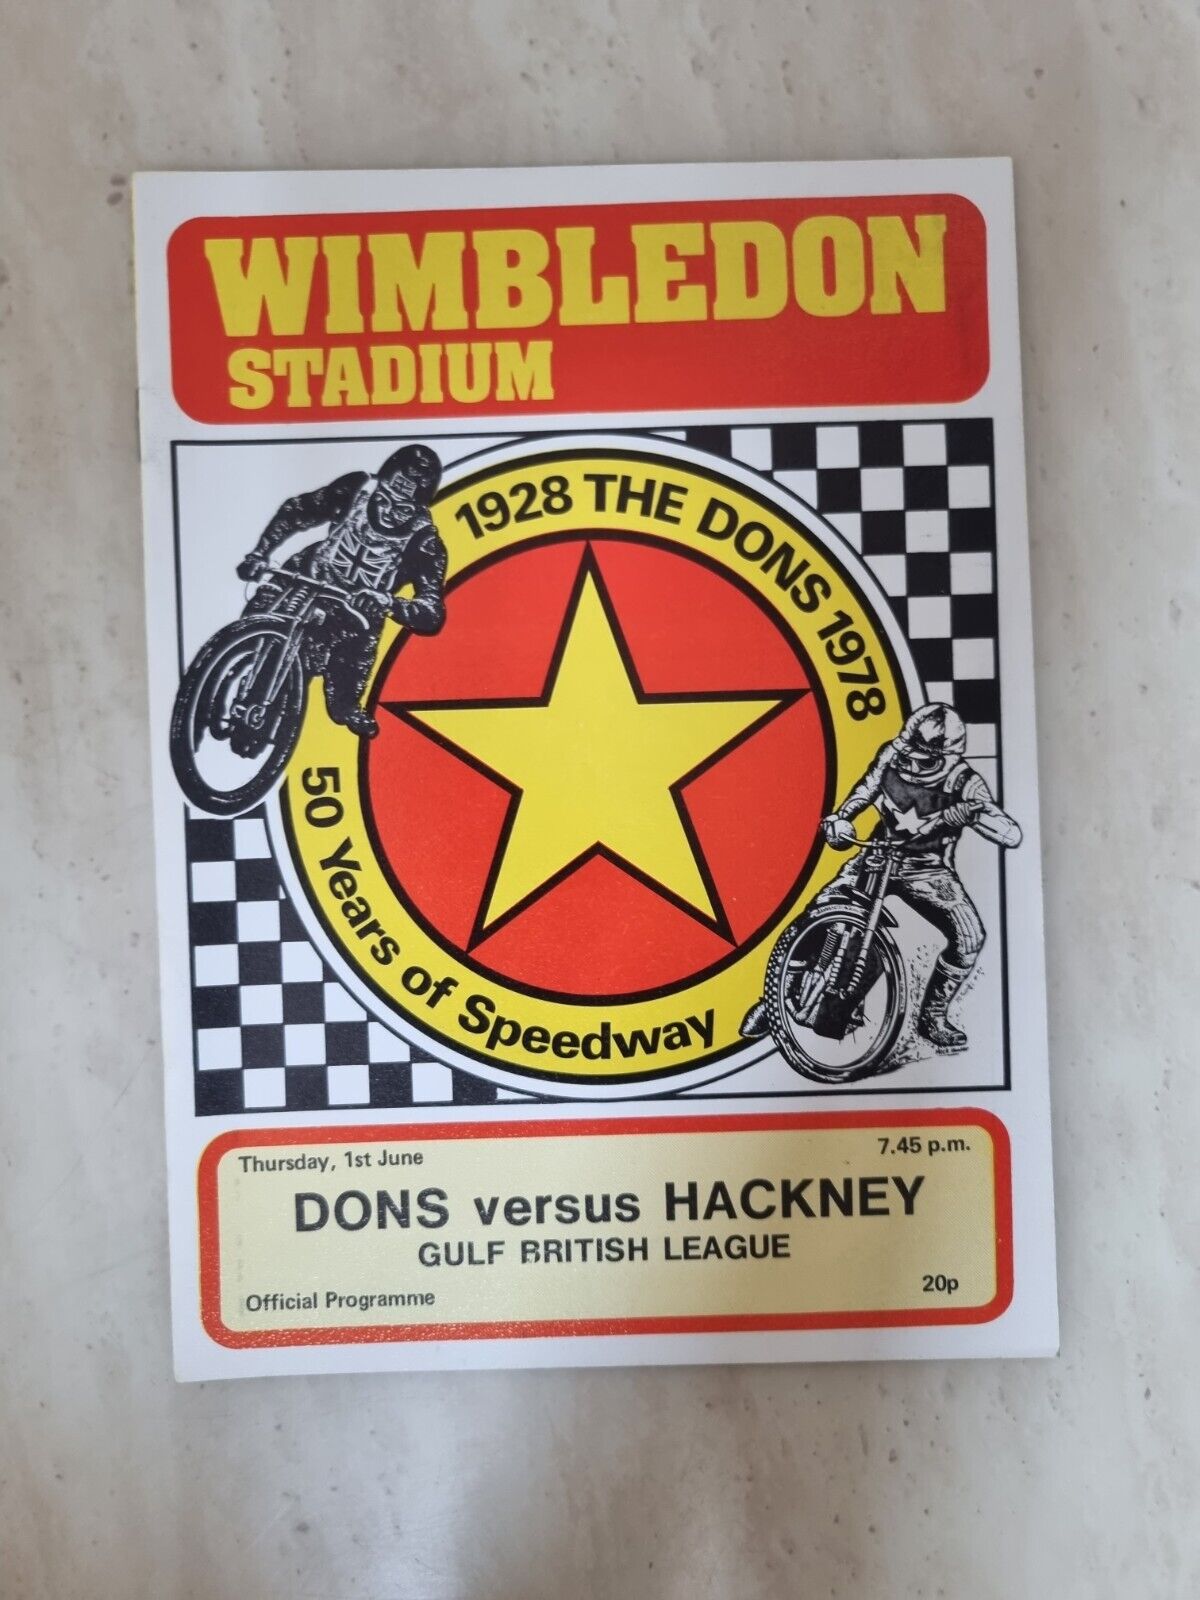 WIMBLEDON
STADIUM
1928 THE DONS 1978
50 Years of Speedway
Thursday, 1st June
7.45 p.m.
DONS versus HACKNEY
GULF BRITISH LEAGUE
Official Programme
20p